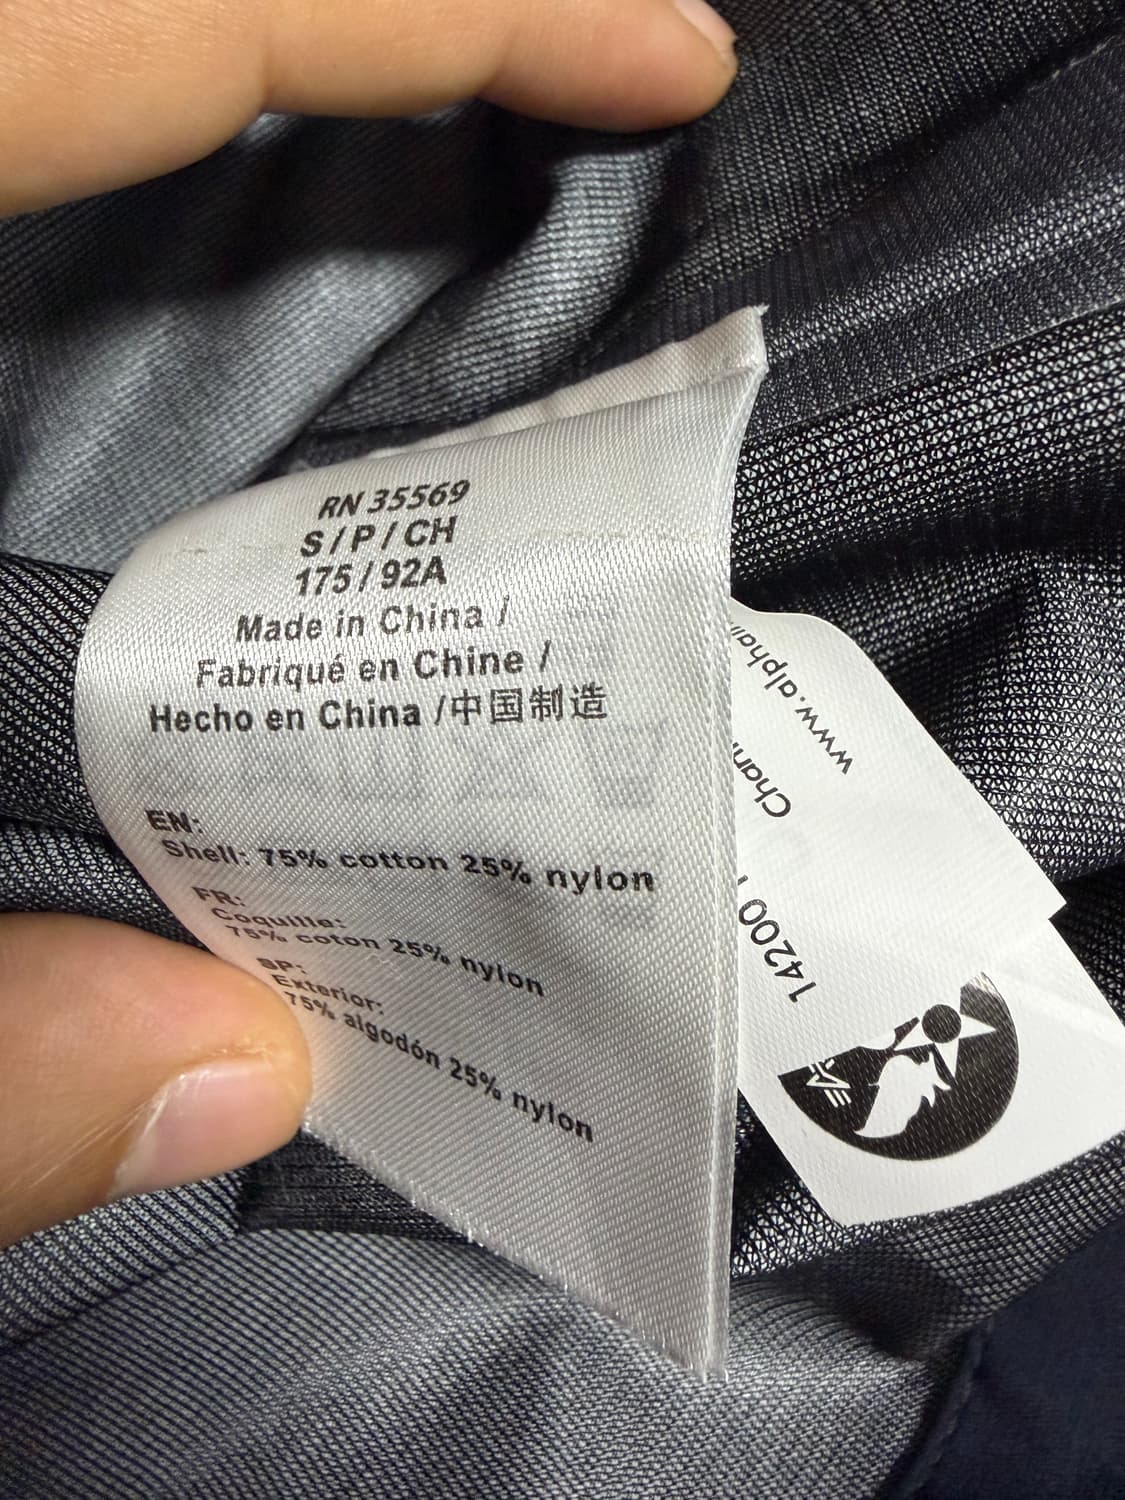 RN 35569
S / P / CH
175 / 92A
Made in China /
Fabriqué en Chine /
Hecho en China /中国制造
EN:
Shell: 75% cotton 25% nylon
FR:
Coquille:
75% coton 25% nylon
SP:
Exterior:
75% algodón 25% nylon
14200